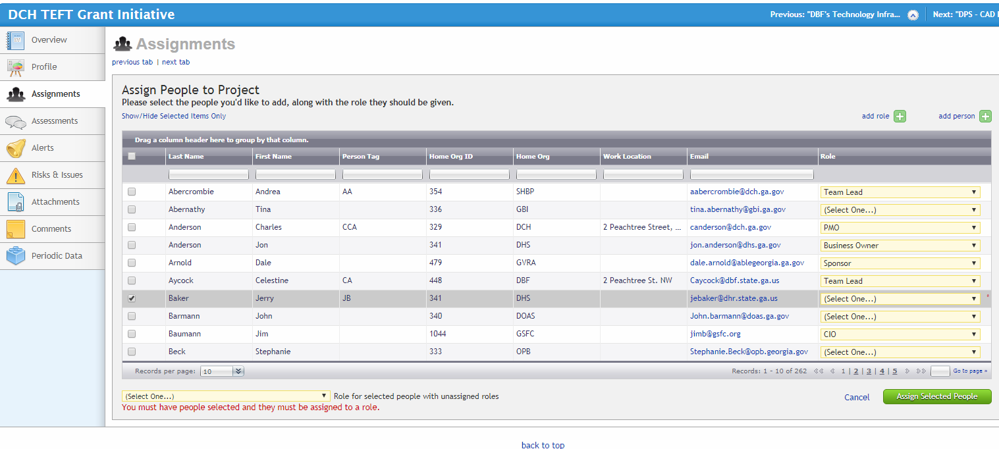 DCH TEFT Grant Initiative
Previous: "DBF's Technology Infra... Next: "DPS - CAD
Overview
Profile
Assignments
Assessments
Alerts
Risks & Issues
Attachments
Comments
Periodic Data
Assignments
previous tab | next tab
Assign People to Project
Please select the people you'd like to add, along with the role they should be given.
Show/Hide Selected Items Only add role add person
Drag a column header here to group by that column.
Last Name First Name Person Tag Home Org ID Home Org Work Location Email Role
Abercrombie Andrea AA 354 SHBP aabercrombie@dch.ga.gov Team Lead
Abernathy Tina 336 GBI tina.abernathy@gbi.ga.gov (Select One...)
Anderson Charles CCA 329 DCH 2 Peachtree Street, ... canderson@dch.ga.gov PMO
Anderson Jon 341 DHS jon.anderson@dhs.ga.gov Business Owner
Arnold Dale 479 GVRA dale.arnold@ablegeorgia.ga.gov Sponsor
Aycock Celestine CA 448 DBF 2 Peachtree St. NW Caycock@dbf.state.ga.us Team Lead
Baker Jerry JB 341 DHS jebaker@dhr.state.ga.us (Select One...) *
Barmann John 340 DOAS John.barmann@doas.ga.gov (Select One...)
Baumann Jim 1044 GSFC jimb@gsfc.org CIO
Beck Stephanie 333 OPB Stephanie.Beck@opb.georgia.gov (Select One...)
Records per page: 10 Records: 1 - 10 of 262 << < 1 | 2 | 3 | 4 | 5 > >> Go to page »
(Select One...) Role for selected people with unassigned roles Cancel Assign Selected People
You must have people selected and they must be assigned to a role.
back to top